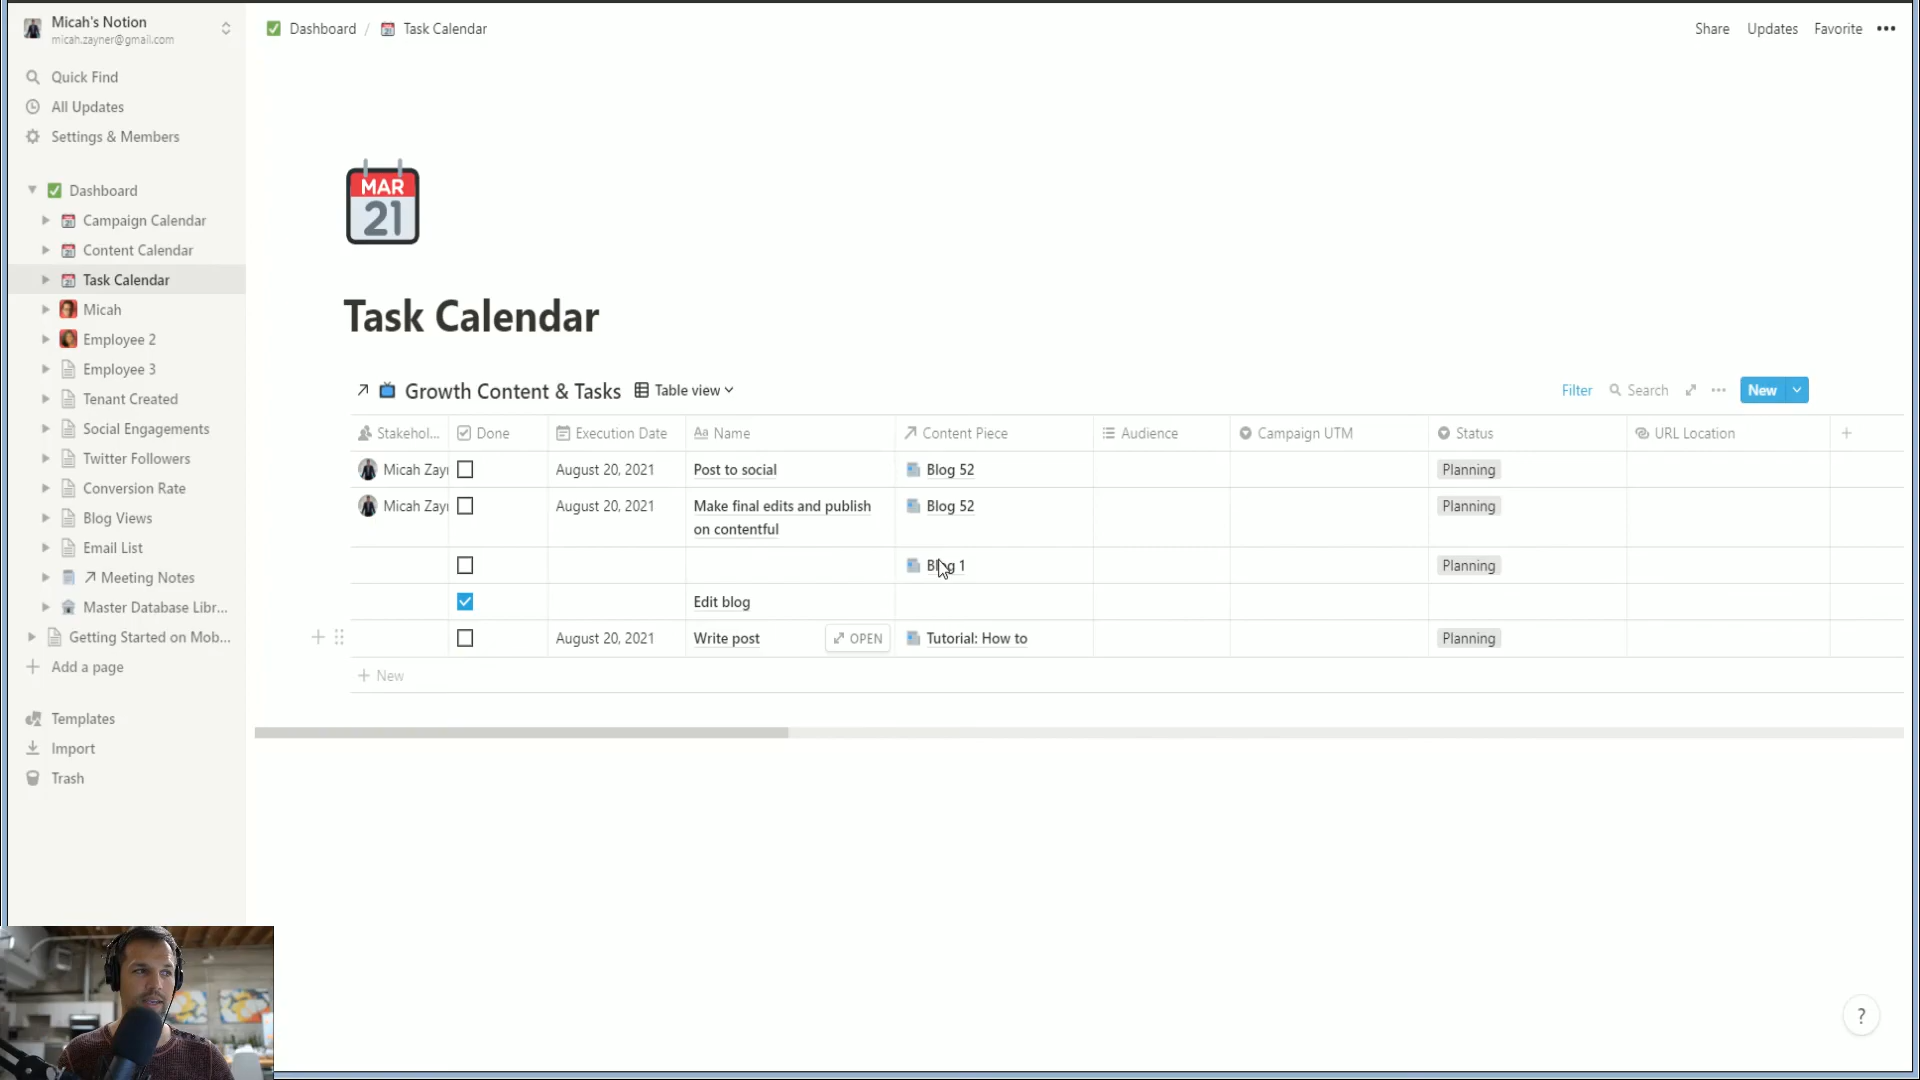 Micah's Notion
micah.zayner@gmail.com
Quick Find
All Updates
Settings & Members
Dashboard
Campaign Calendar
Content Calendar
Task Calendar
Micah
Employee 2
Employee 3
Tenant Created
Social Engagements
Twitter Followers
Conversion Rate
Blog Views
Email List
Meeting Notes
Master Database Libr...
Getting Started on Mob...
Add a page
Templates
Import
Trash
Dashboard / Task Calendar
Share Updates Favorite •••
MAR
21
Task Calendar
Growth Content & Tasks Table view
Filter Search ••• New
Stakehol... Done Execution Date Aa Name Content Piece Audience Campaign UTM Status URL Location +
Micah Zay August 20, 2021 Post to social Blog 52 Planning
Micah Zay August 20, 2021 Make final edits and publish Blog 52 Planning
on contentful
Blog 1 Planning
Edit blog
August 20, 2021 Write post OPEN Tutorial: How to Planning
+ New
?